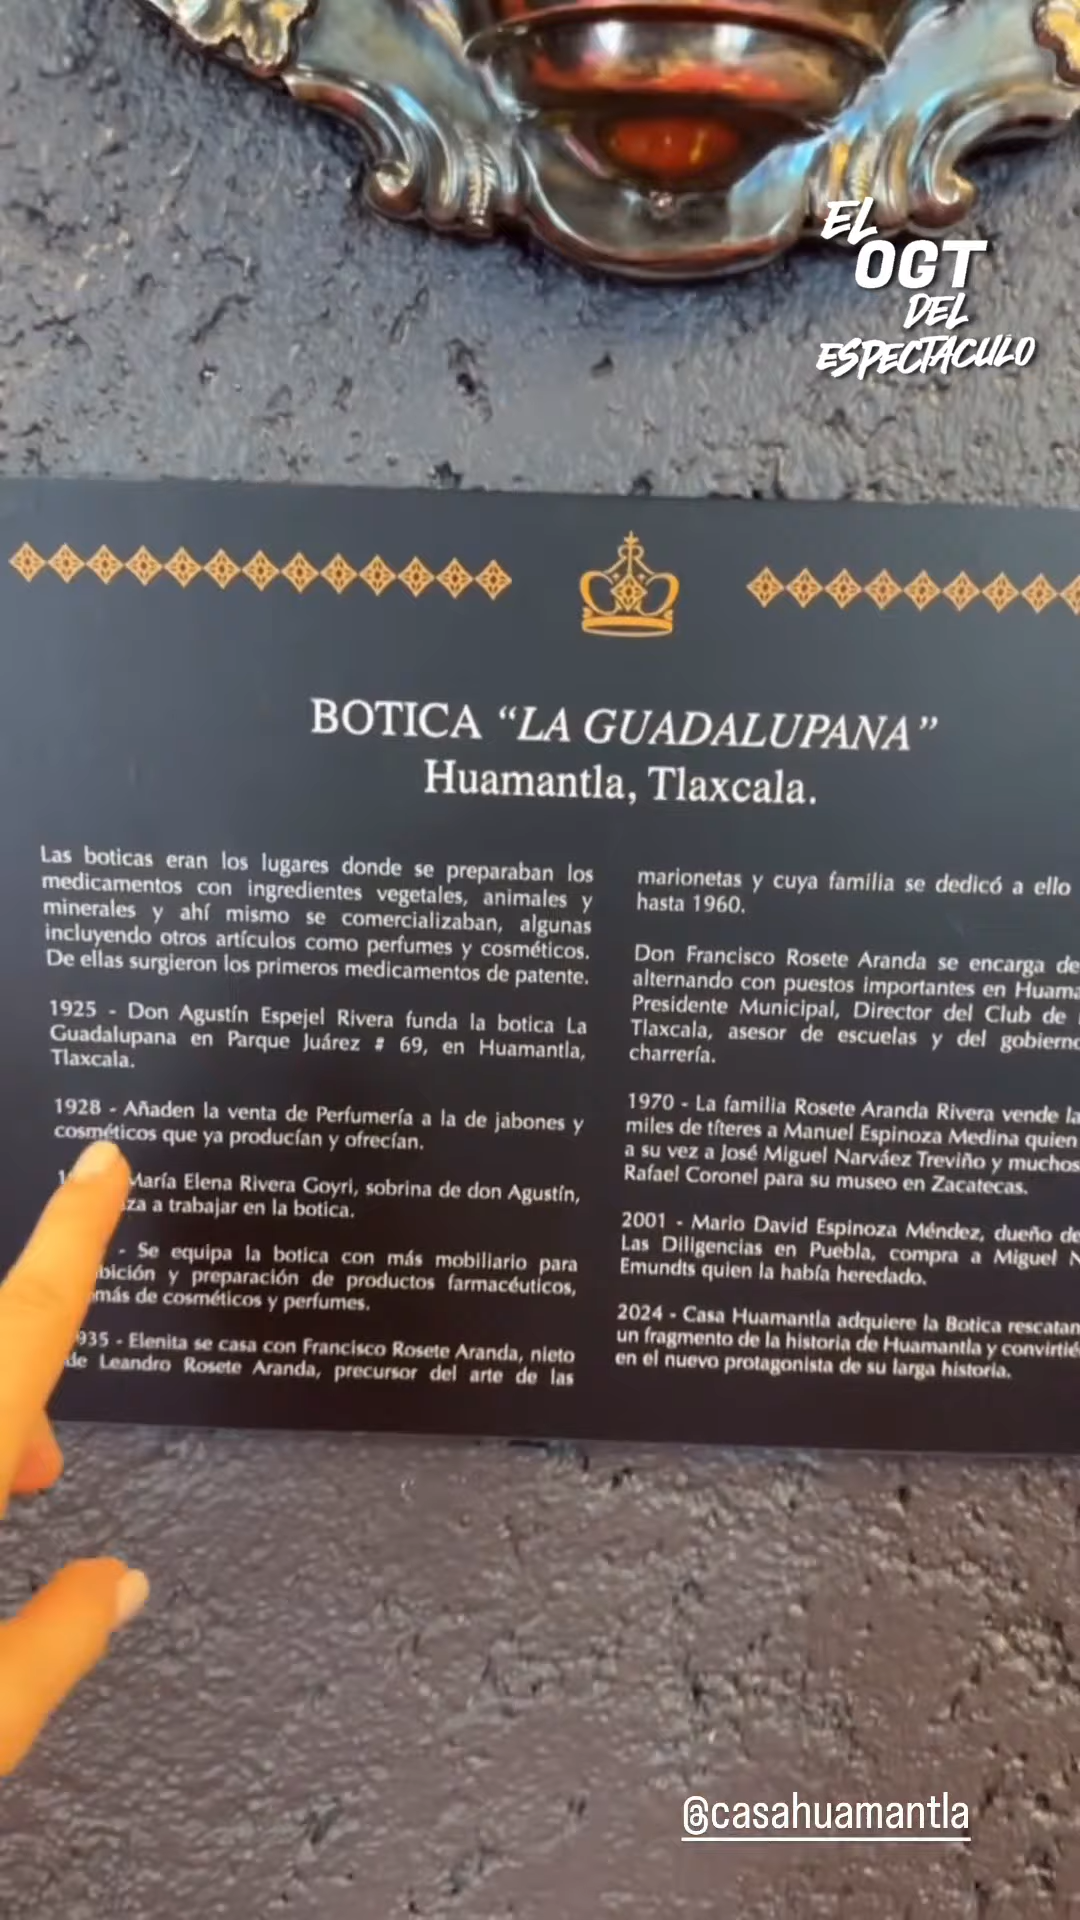 EL
OGT
DEL
ESPECTACULO
BOTICA “LA GUADALUPANA”
Huamantla, Tlaxcala.
Las boticas eran los lugares donde se preparaban los
medicamentos con ingredientes vegetales, animales y
minerales y ahí mismo se comercializaban, algunas
incluyendo otros artículos como perfumes y cosméticos.
De ellas surgieron los primeros medicamentos de patente.
1925 - Don Agustín Espejel Rivera funda la botica La
Guadalupana en Parque Juárez # 69, en Huamantla,
Tlaxcala.
1928 - Añaden la venta de Perfumería a la de jabones y
cosméticos que ya producían y ofrecían.
María Elena Rivera Goyri, sobrina de don Agustín,
a trabajar en la botica.
- Se equipa la botica con más mobiliario para
y preparación de productos farmacéuticos,
de cosméticos y perfumes.
935 - Elenita se casa con Francisco Rosete Aranda, nieto
de Leandro Rosete Aranda, precursor del arte de las
marionetas y cuya familia se dedicó a ello
hasta 1960.
Don Francisco Rosete Aranda se encarga de
alternando con puestos importantes en Huama
Presidente Municipal, Director del Club de
Tlaxcala, asesor de escuelas y del gobierno
charrería.
1970 - La familia Rosete Aranda Rivera vende la
miles de títeres a Manuel Espinoza Medina quien
a su vez a José Miguel Narváez Treviño y muchos
Rafael Coronel para su museo en Zacatecas.
2001 - Mario David Espinoza Méndez, dueño de
Las Diligencias en Puebla, compra a Miguel N
Emundts quien la había heredado.
2024 - Casa Huamantla adquiere la Botica rescatan
un fragmento de la historia de Huamantla y convirtié
en el nuevo protagonista de su larga historia.
@casahuamantla